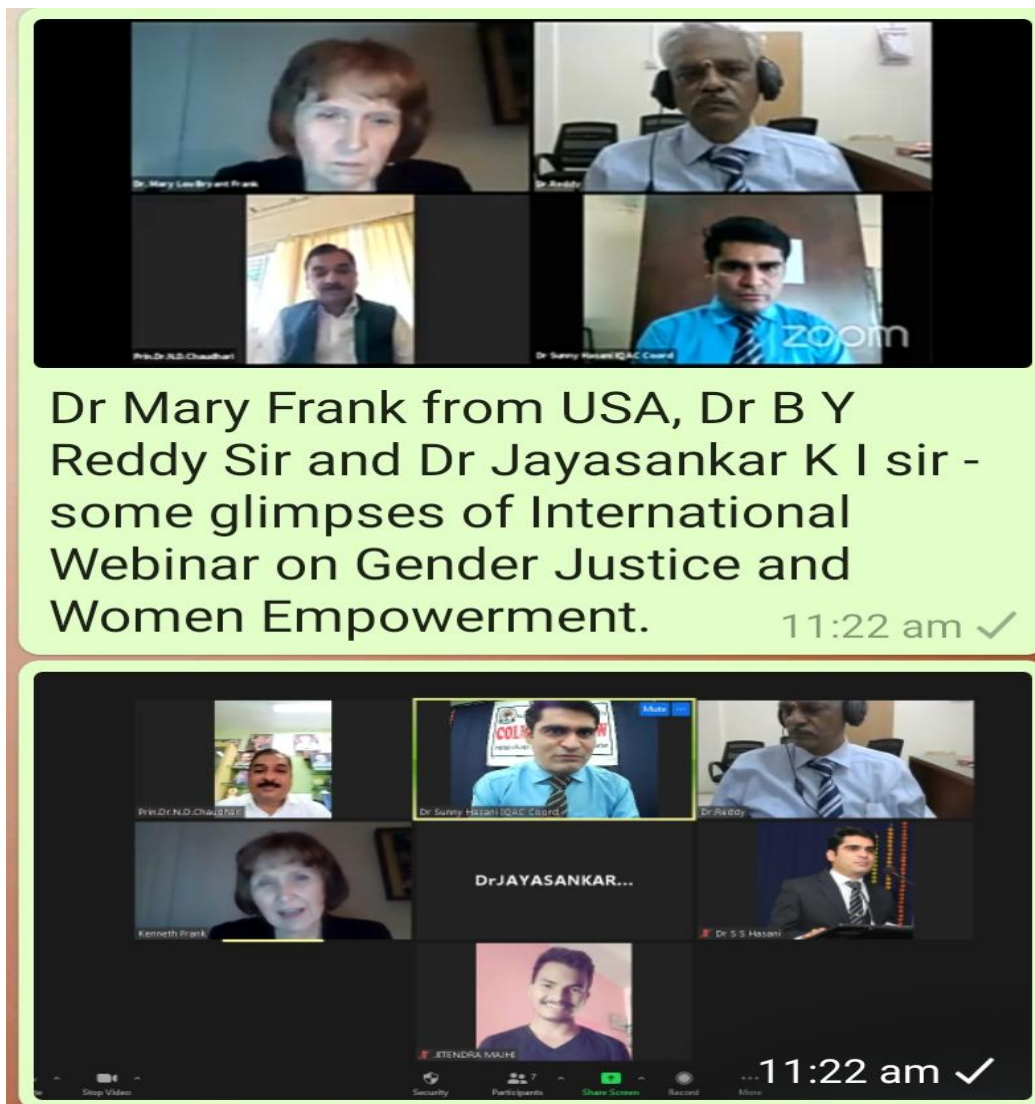 Dr. Mary Lou Bryant Frank
Dr.Reddy
Prin.Dr.N.D.Chaudhari
Dr Sunny Hasani IQAC Coord
zoom
Dr Mary Frank from USA, Dr B Y
Reddy Sir and Dr Jayasankar K I sir -
some glimpses of International
Webinar on Gender Justice and
Women Empowerment.
11:22 am
Mute
Prin.Dr.N.D.Chaudhari
Dr Sunny Hasani IQAC Coord
Dr.Reddy
Kenneth Frank
DrJAYASANKAR...
Dr S S Hasani
JITENDRA MAJHI
11:22 am
Stop Video
Security
Participants
7
Share Screen
Record
More